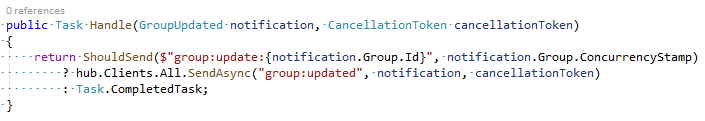 0 references
public Task Handle(GroupUpdated notification, CancellationToken cancellationToken)
{
    return ShouldSend($"group:update:{notification.Group.Id}", notification.Group.ConcurrencyStamp)
        ? hub.Clients.All.SendAsync("group:updated", notification, cancellationToken)
        : Task.CompletedTask;
}